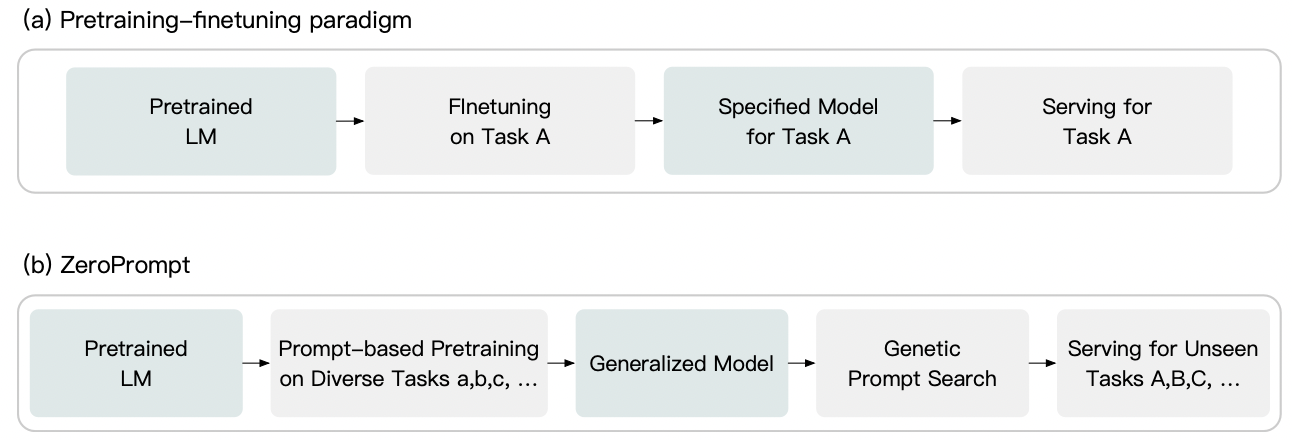 (a) Pretraining–finetuning paradigm
Pretrained
LM
FInetuning
on Task A
Specified Model
for Task A
Serving for
Task A
(b) ZeroPrompt
Pretrained
LM
Prompt–based Pretraining
on Diverse Tasks a,b,c, ...
Generalized Model
Genetic
Prompt Search
Serving for Unseen
Tasks A,B,C, ...